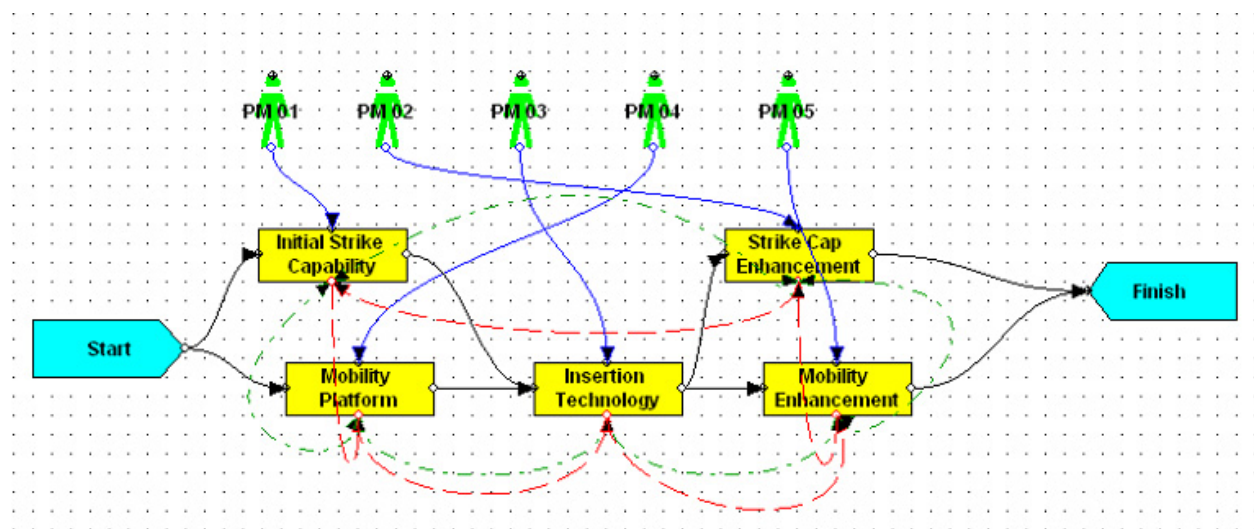 PM 01
PM 02
PM 03
PM 04
PM 05
Initial Strike
Capability
Strike Cap
Enhancement
Finish
Start
Mobility
Platform
Insertion
Technology
Mobility
Enhancement